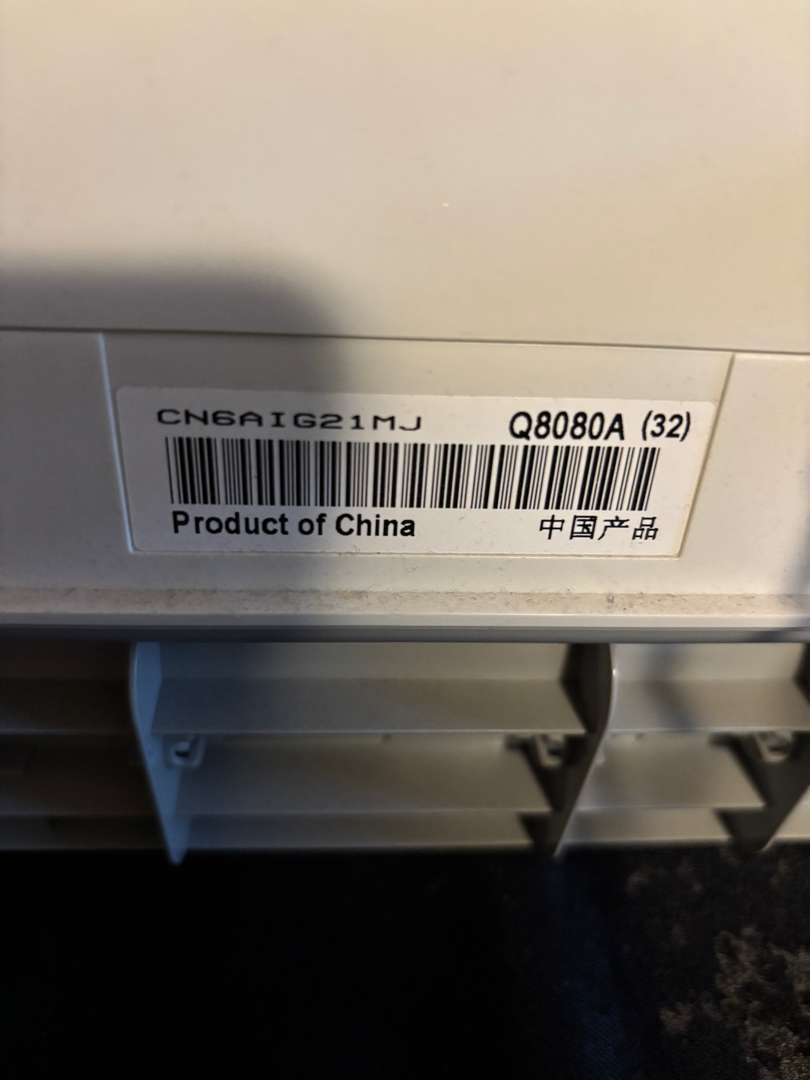 CN6AIG21MJ Q8080A (32)
Product of China 中国产品